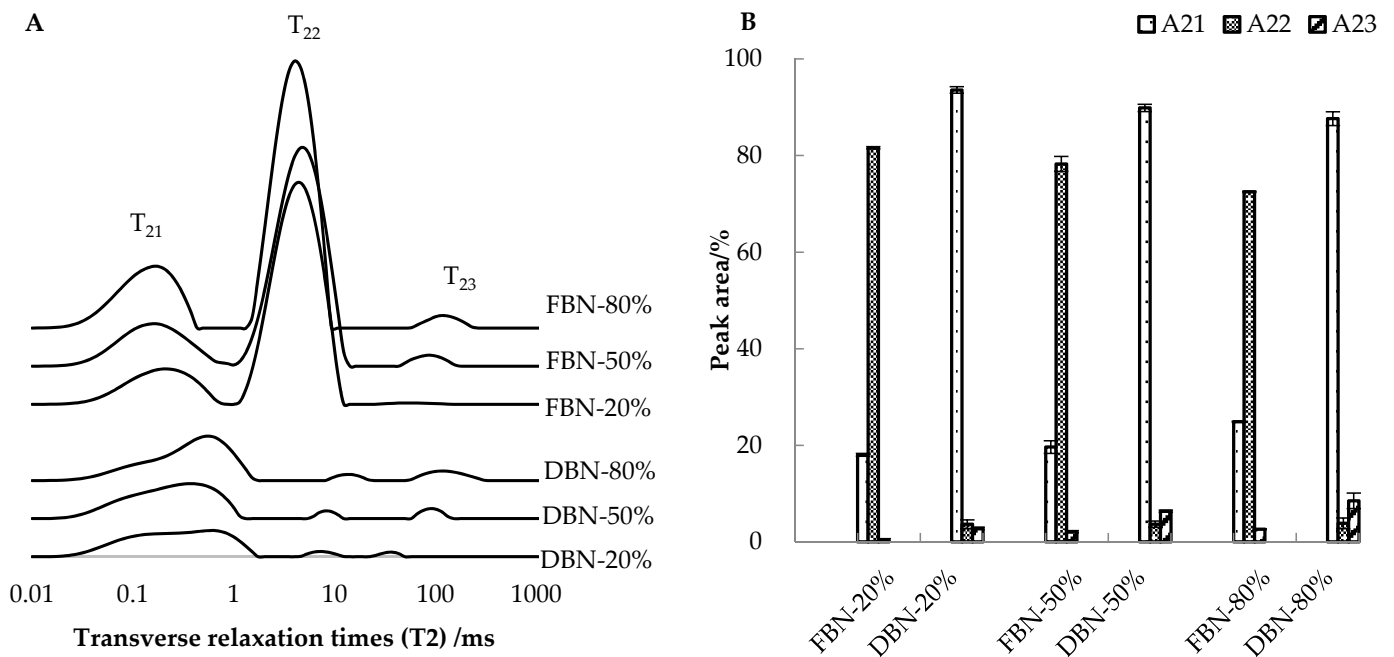 A
T22
T21
T23
FBN-80%
FBN-50%
FBN-20%
DBN-80%
DBN-50%
DBN-20%
0.01 0.1 1 10 100 1000
Transverse relaxation times (T2) /ms
B
A21 A22 A23
100
80
60
40
20
0
Peak area/%
FBN-20% DBN-20% FBN-50% DBN-50% FBN-80% DBN-80%